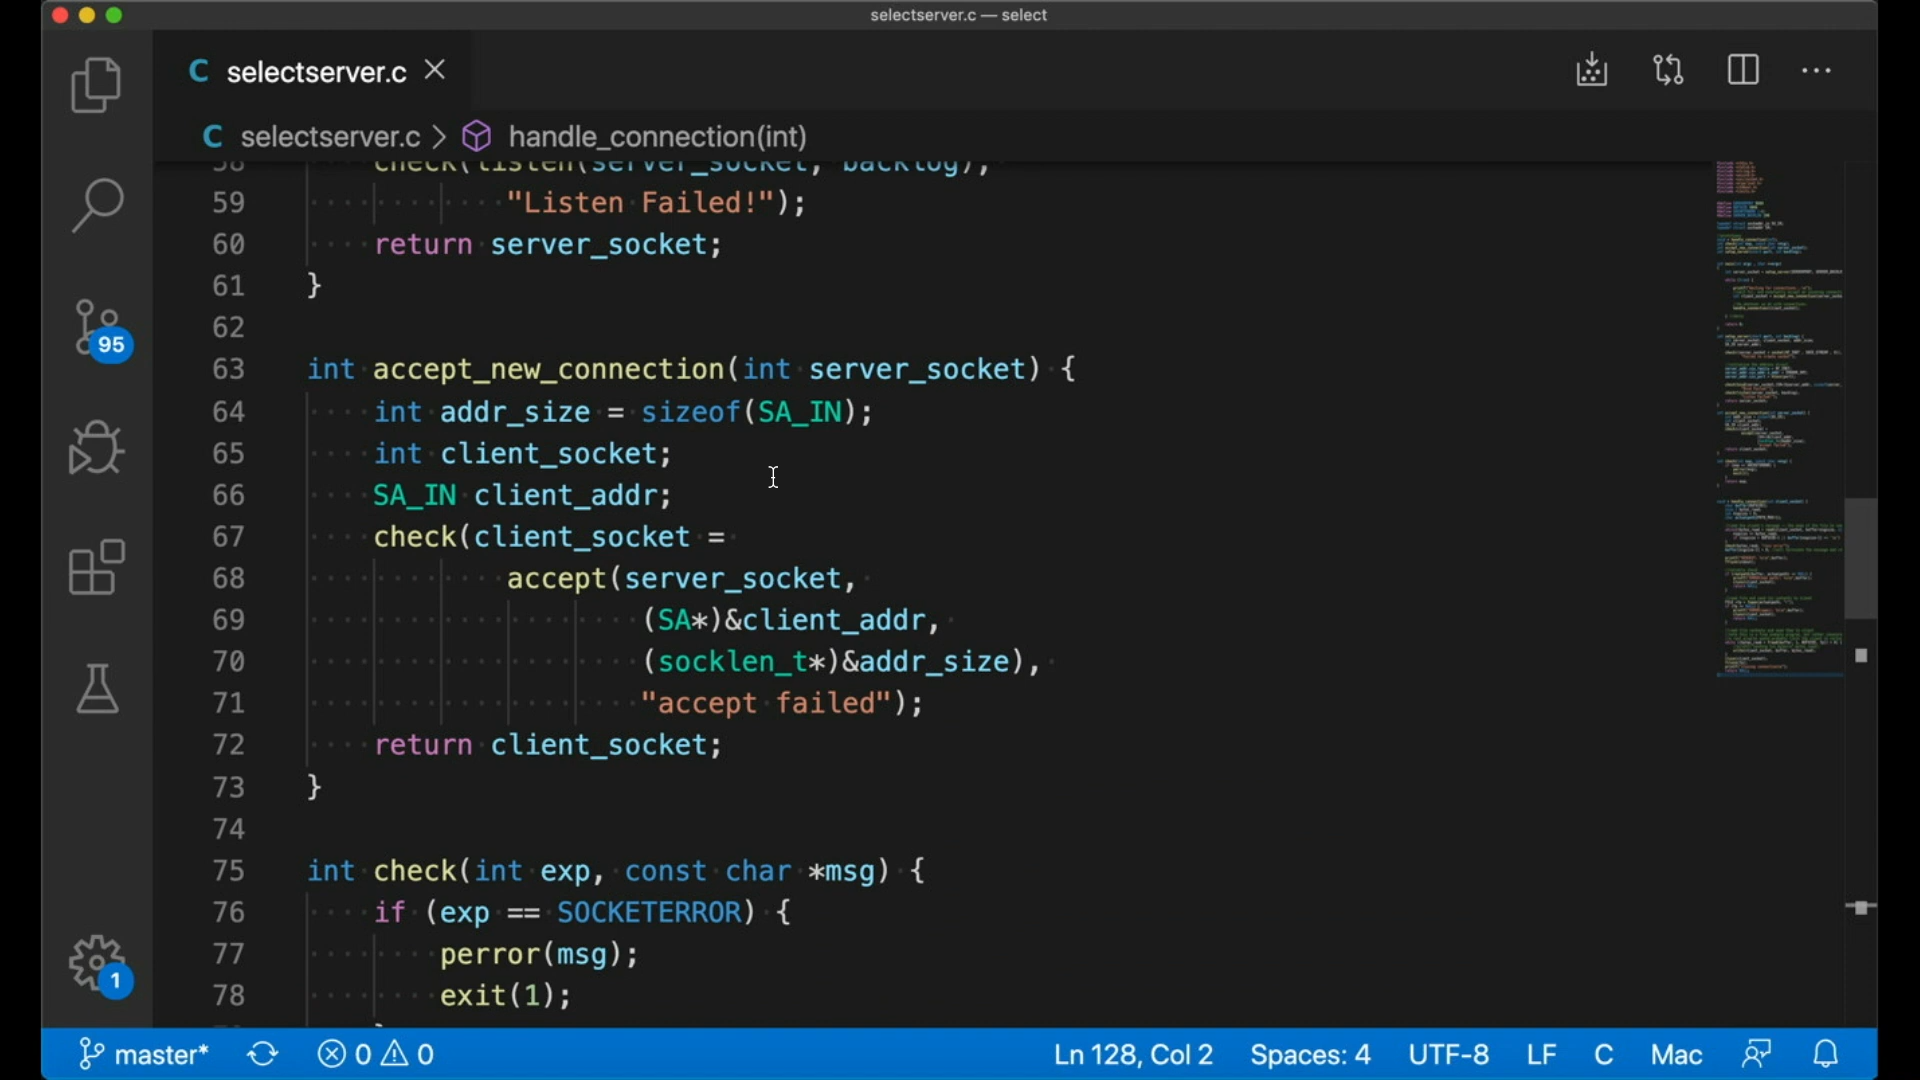 selectserver.c — select
C selectserver.c
C selectserver.c > handle_connection(int)
58 check(listen(server_socket, backlog),
59 "Listen Failed!");
60 return server_socket;
61 }
62
63 int accept_new_connection(int server_socket) {
64 int addr_size = sizeof(SA_IN);
65 int client_socket;
66 SA_IN client_addr;
67 check(client_socket =
68 accept(server_socket,
69 (SA*)&client_addr,
70 (socklen_t*)&addr_size),
71 "accept failed");
72 return client_socket;
73 }
74
75 int check(int exp, const char *msg) {
76 if (exp == SOCKETERROR) {
77 perror(msg);
78 exit(1);
95
1
master* 0 0 Ln 128, Col 2 Spaces: 4 UTF-8 LF C Mac